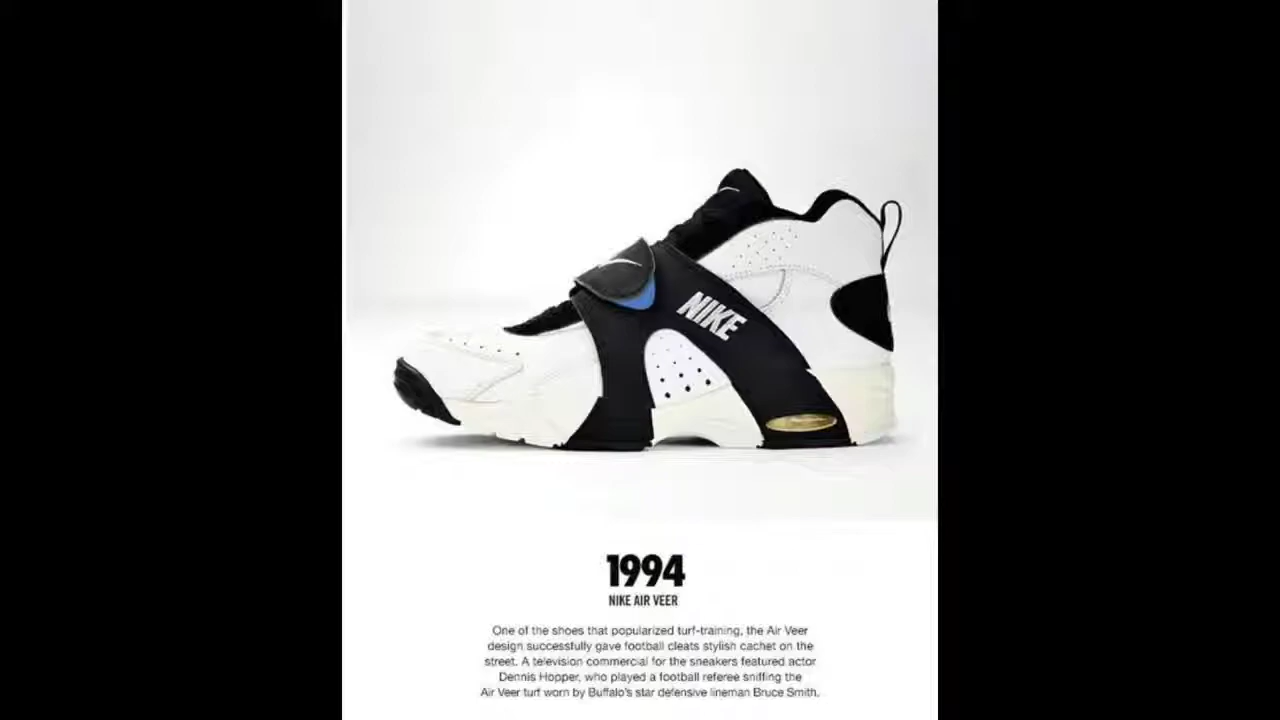 NIKE
1994
NIKE AIR VEER
One of the shoes that popularized turf-training, the Air Veer
design successfully gave football cleats stylish cachet on the
street. A television commercial for the sneakers featured actor
Dennis Hopper, who played a football referee sniffing the
Air Veer turf worn by Buffalo's star defensive lineman Bruce Smith.